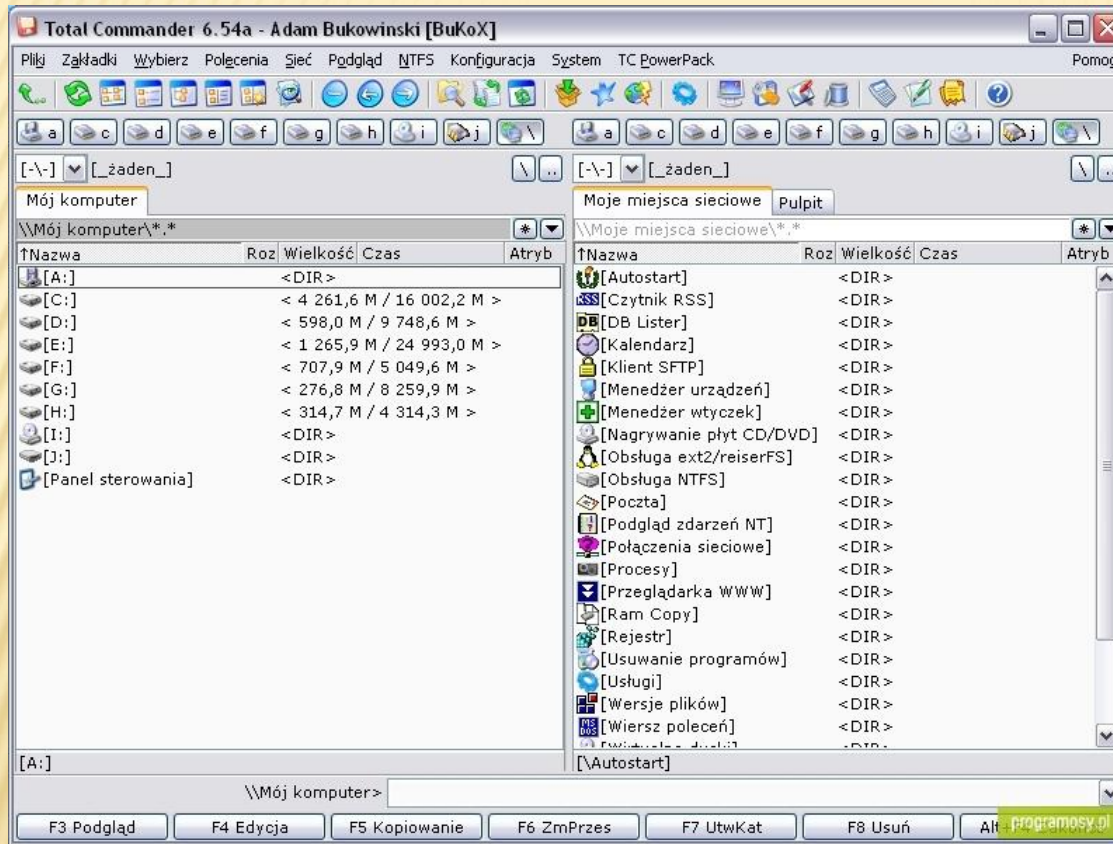 Total Commander 6.54a - Adam Bukowinski [BuKoX]
Pliki Zakładki Wybierz Polecenia Sieć Podgląd NTFS Konfiguracja System TC PowerPack Pomoc
a c d e f g h i j \ a c d e f g h i j \
[-\-] [_żaden_] \ .. [-\-] [_żaden_] \ ..
Mój komputer Moje miejsca sieciowe Pulpit
\\Mój komputer\*.* * \\Moje miejsca sieciowe\*.* *
↑Nazwa Roz Wielkość Czas Atryb ↑Nazwa Roz Wielkość Czas Atryb
[A:] <DIR> [Autostart] <DIR>
[C:] < 4 261,6 M / 16 002,2 M > RSS [Czytnik RSS] <DIR>
[D:] < 598,0 M / 9 748,6 M > DB [DB Lister] <DIR>
[E:] < 1 265,9 M / 24 993,0 M > [Kalendarz] <DIR>
[F:] < 707,9 M / 5 049,6 M > [Klient SFTP] <DIR>
[G:] < 276,8 M / 8 259,9 M > [Menedżer urządzeń] <DIR>
[H:] < 314,7 M / 4 314,3 M > [Menedżer wtyczek] <DIR>
[I:] <DIR> [Nagrywanie płyt CD/DVD] <DIR>
[J:] <DIR> [Obsługa ext2/reiserFS] <DIR>
[Panel sterowania] <DIR> [Obsługa NTFS] <DIR>
[Poczta] <DIR>
[Podgląd zdarzeń NT] <DIR>
[Połączenia sieciowe] <DIR>
[Procesy] <DIR>
[Przeglądarka WWW] <DIR>
[Ram Copy] <DIR>
[Rejestr] <DIR>
[Usuwanie programów] <DIR>
[Usługi] <DIR>
[Wersje plików] <DIR>
MS DOS [Wiersz poleceń] <DIR>
[A:] [\Autostart]
\\Mój komputer>
F3 Podgląd F4 Edycja F5 Kopiowanie F6 ZmPrzes F7 UtwKat F8 Usuń Alt
programosy.pl